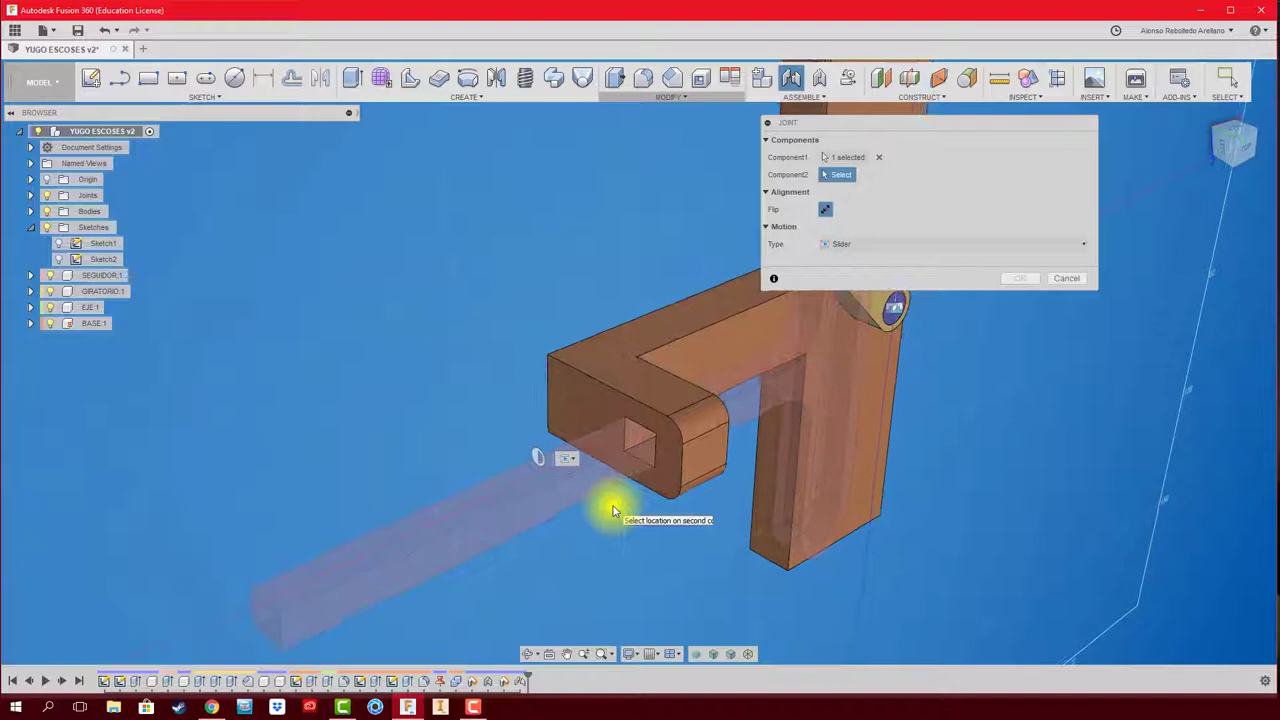 Autodesk Fusion 360 (Education License)
Alonso Rebolledo Arellano
YUGO ESCOSES v2*
MODEL
SKETCH
CREATE
MODIFY
ASSEMBLE
CONSTRUCT
INSPECT
INSERT
MAKE
ADD-INS
SELECT
BROWSER
YUGO ESCOSES v2
Document Settings
Named Views
Origin
Joints
Bodies
Sketches
Sketch1
Sketch2
SEGUIDOR:1
GIRATORIO:1
EJE:1
BASE:1
JOINT
Components
Component1 1 selected
Component2 Select
Alignment
Flip
Motion
Type Slider
OK Cancel
Select location on second co